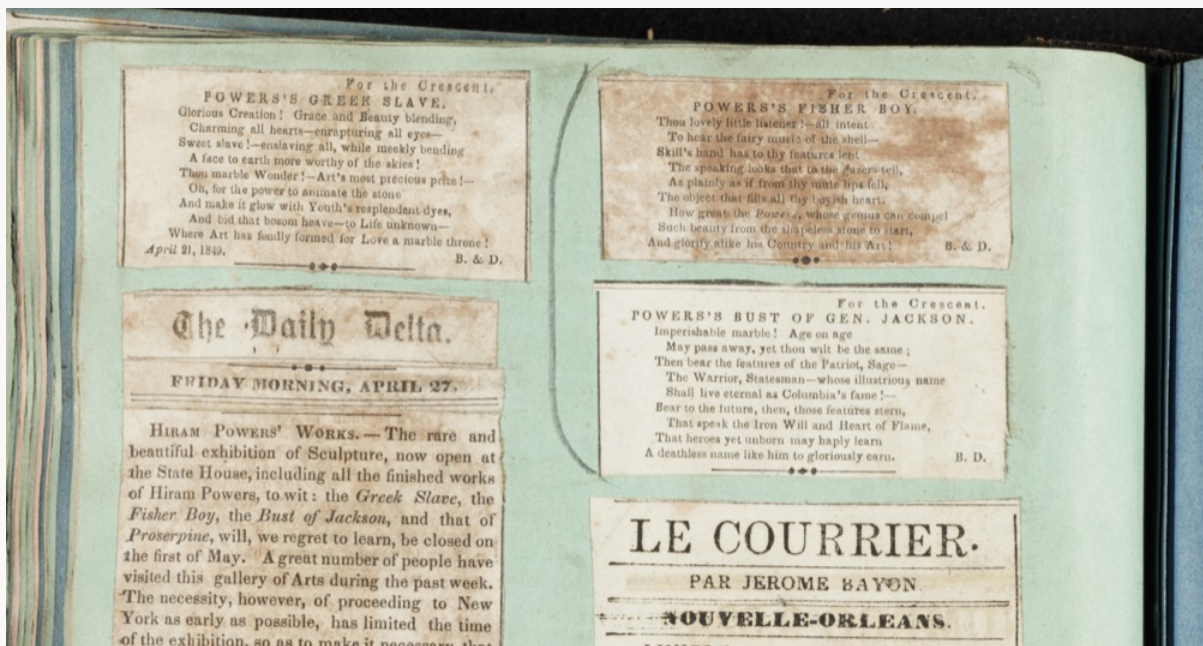 For the Crescent.
POWERS'S GREEK SLAVE.
Glorious Creation! Grace and Beauty blending,
Charming all hearts—enrapturing all eyes—
Sweet slave!—enslaving all, while meekly bending
A face to earth more worthy of the skies!
Thou marble Wonder!—Art's most precious prize!—
Oh, for the power to animate the stone
And make it glow with Youth's resplendent dyes,
And bid that bosom heave—to Life unknown—
Where Art has fondly formed for Love a marble throne!
April 21, 1849. B. & D.
The Daily Delta.
FRIDAY MORNING, APRIL 27.
HIRAM POWERS' WORKS.—The rare and
beautiful exhibition of Sculpture, now open at
the State House, including all the finished works
of Hiram Powers, to wit: the Greek Slave, the
Fisher Boy, the Bust of Jackson, and that of
Proserpine, will, we regret to learn, be closed on
the first of May. A great number of people have
visited this gallery of Arts during the past week.
The necessity, however, of proceeding to New
York as early as possible, has limited the time
of the exhibition, so as to make it necessary that
For the Crescent.
POWERS'S FISHER BOY.
Thou lovely little listener!—all intent
To hear the fairy music of the shell—
Skill's hand has to thy features lent
The speaking looks that to the gazers tell,
As plainly as if from thy mute lips fell,
The object that fills all thy boyish heart.
How great the Powers, whose genius can compel
Such beauty from the shapeless stone to start,
And glorify alike his Country and his Art! B. & D.
For the Crescent.
POWERS'S BUST OF GEN. JACKSON.
Imperishable marble! Age on age
May pass away, yet thou wilt be the same;
Then bear the features of the Patriot, Sage—
The Warrior, Statesman—whose illustrious name
Shall live eternal as Columbia's fame!—
Bear to the future, then, those features stern,
That speak the Iron Will and Heart of Flame,
That heroes yet unborn may haply learn
A deathless name like him to gloriously earn. B. D.
LE COURRIER.
PAR JEROME BAYON
NOUVELLE-ORLEANS.